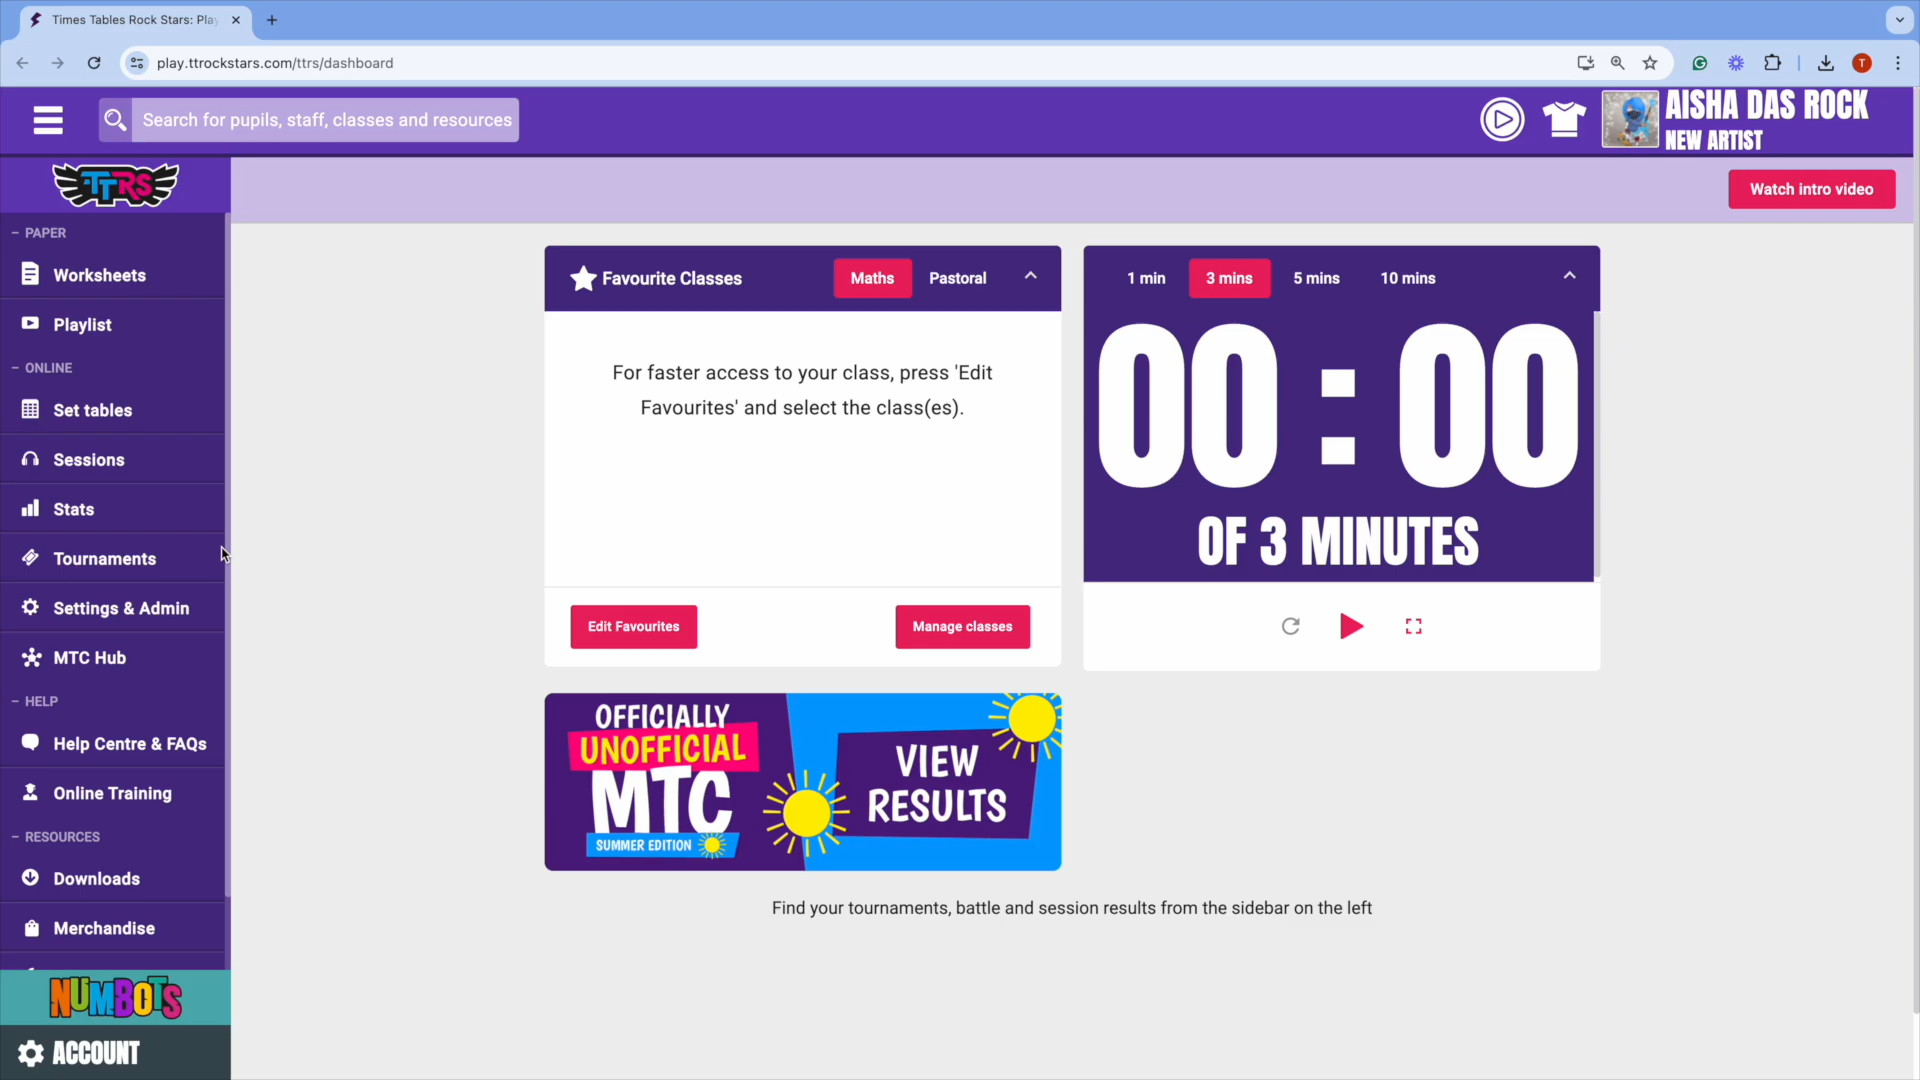 Times Tables Rock Stars: Play
play.ttrockstars.com/ttrs/dashboard
T
Search for pupils, staff, classes and resources
AISHA DAS ROCK
NEW ARTIST
TTRS
Watch intro video
– PAPER
Worksheets
Playlist
– ONLINE
Set tables
Sessions
Stats
Tournaments
Settings & Admin
MTC Hub
– HELP
Help Centre & FAQs
Online Training
– RESOURCES
Downloads
Merchandise
NUMBOTS
ACCOUNT
Favourite Classes
Maths
Pastoral
For faster access to your class, press 'Edit
Favourites' and select the class(es).
Edit Favourites
Manage classes
1 min
3 mins
5 mins
10 mins
00:00
OF 3 MINUTES
OFFICIALLY
UNOFFICIAL
MTC
SUMMER EDITION
VIEW
RESULTS
Find your tournaments, battle and session results from the sidebar on the left